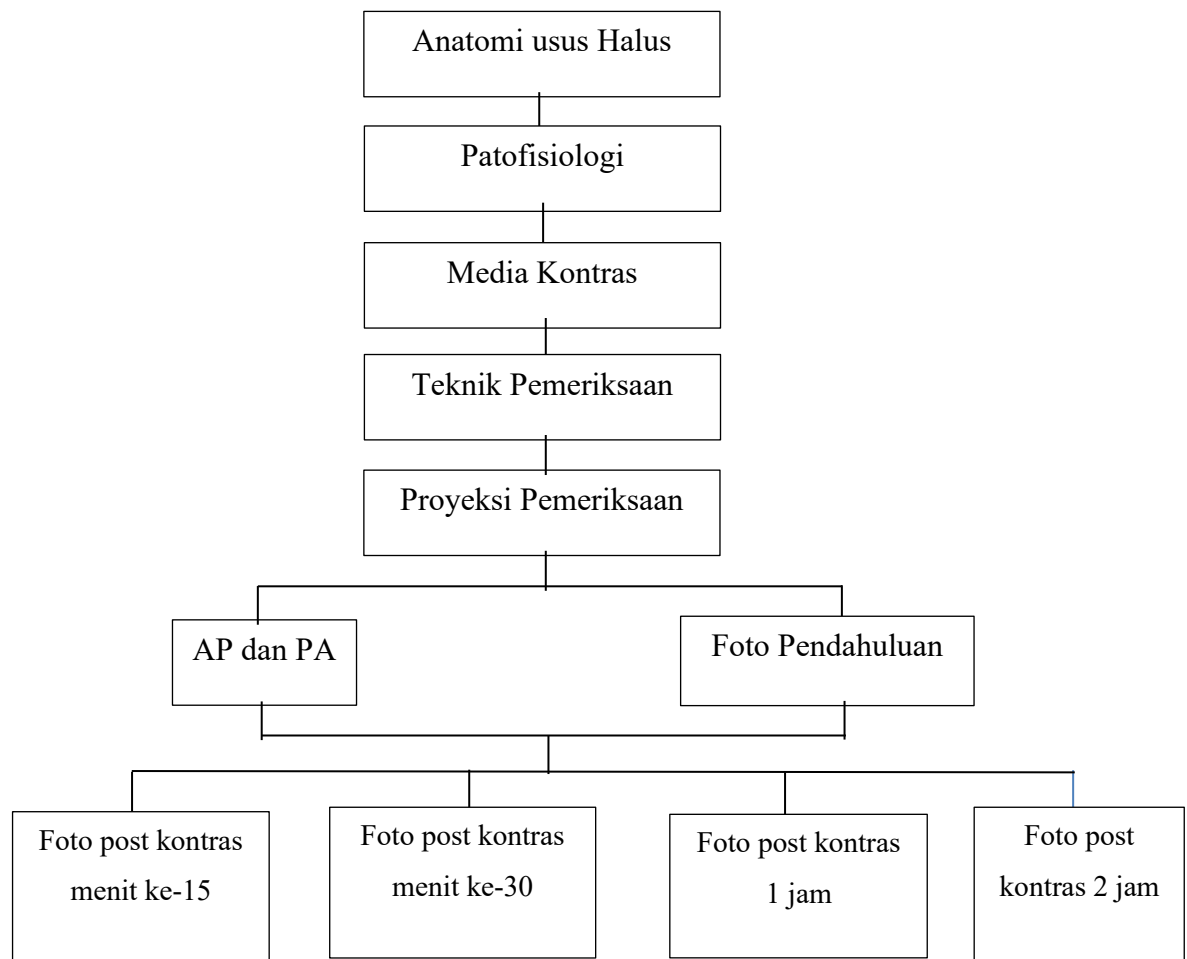 Anatomi usus Halus
Patofisiologi
Media Kontras
Teknik Pemeriksaan
Proyeksi Pemeriksaan
AP dan PA
Foto Pendahuluan
Foto post kontras
menit ke-15
Foto post kontras
menit ke-30
Foto post kontras
1 jam
Foto post
kontras 2 jam